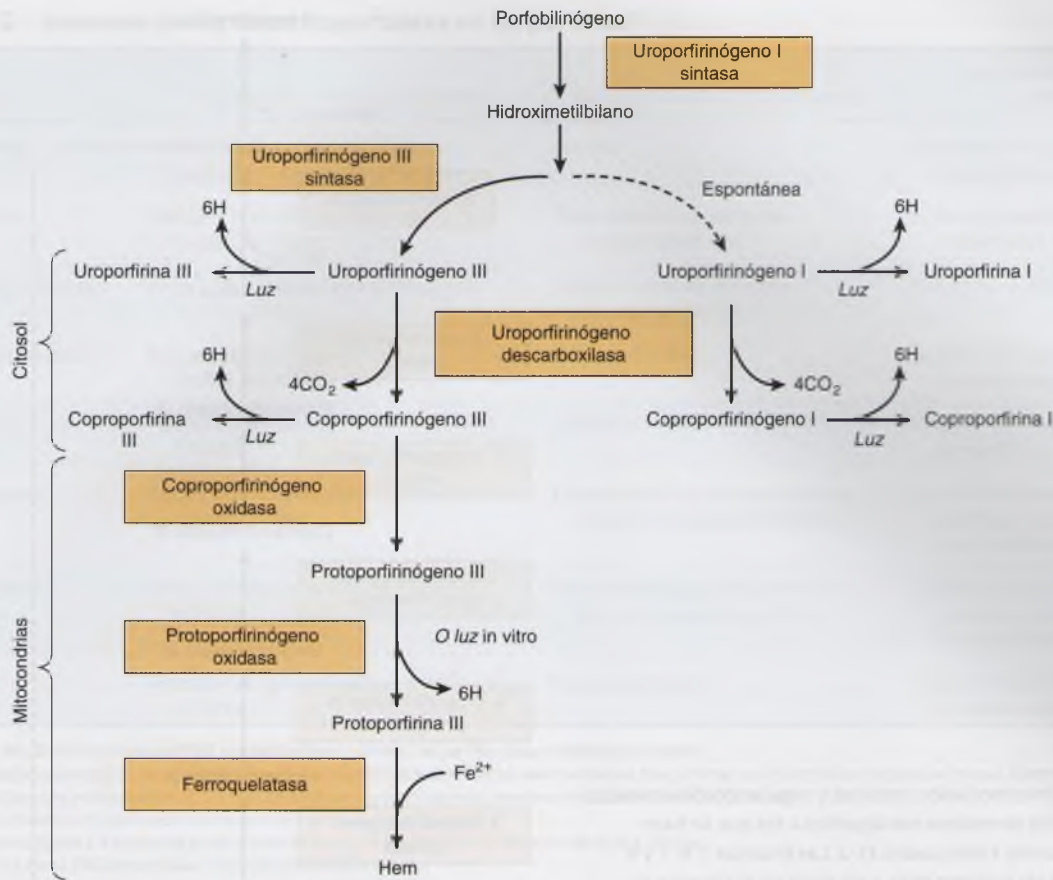 Porfobilinógeno
Uroporfirinógeno I
sintasa
Hidroximetilbilano
Uroporfirinógeno III
sintasa
Espontánea
6H
6H
Uroporfirina III
Luz
Uroporfirinógeno III
Uroporfirinógeno I
Luz
Uroporfirina I
Citosol
Uroporfirinógeno
descarboxilasa
6H
4CO₂
4CO₂
6H
Coproporfirina
III
Luz
Coproporfirinógeno III
Coproporfirinógeno I
Luz
Coproporfirina I
Mitocondrias
Coproporfirinógeno
oxidasa
Protoporfirinógeno III
Protoporfirinógeno
oxidasa
O luz in vitro
6H
Protoporfirina III
Ferroquelatasa
Fe²⁺
Hem